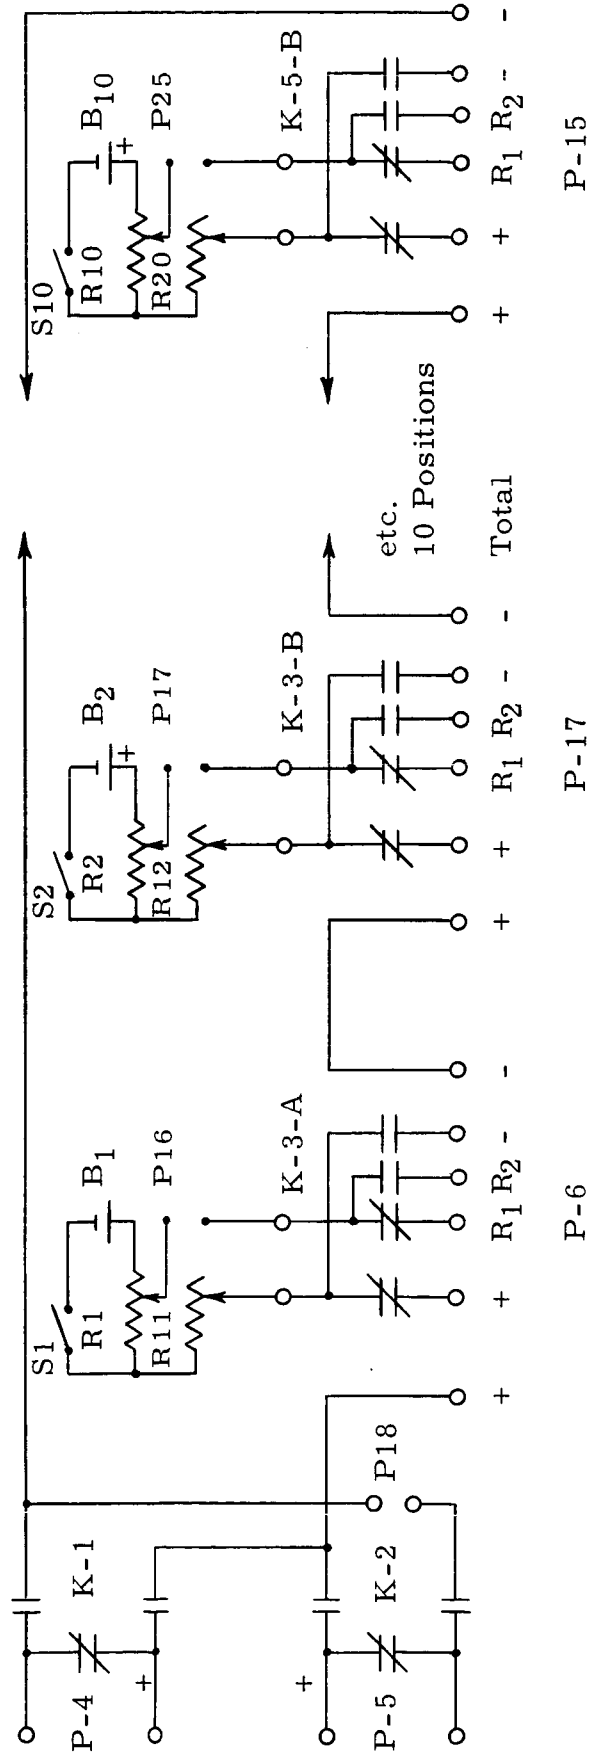 S1
S2
S10
B1
B2
B10
R1
R2
R10
P16
P17
P25
R11
R12
R20
+
+
K-1
K-3-A
K-3-B
K-5-B
P-4
+
+
P18
P-5
K-2
etc.
10 Positions
+ + R1 R2 - - + + R1 R2 - - Total + + R1 R2 - -
P-6
P-17
P-15